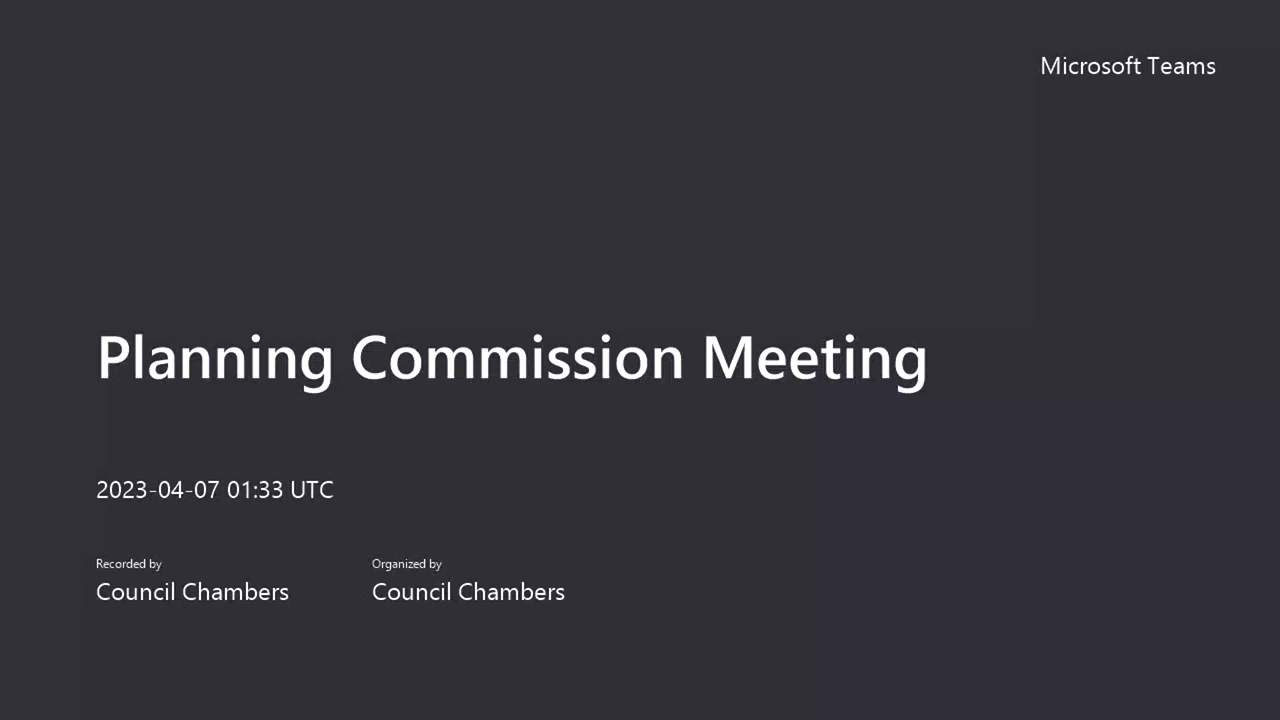 Microsoft Teams
Planning Commission Meeting
2023-04-07 01:33 UTC
Recorded by
Organized by
Council Chambers
Council Chambers